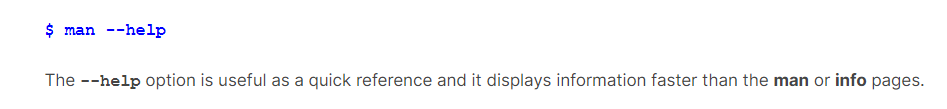 $ man --help
The --help option is useful as a quick reference and it displays information faster than the man or info pages.